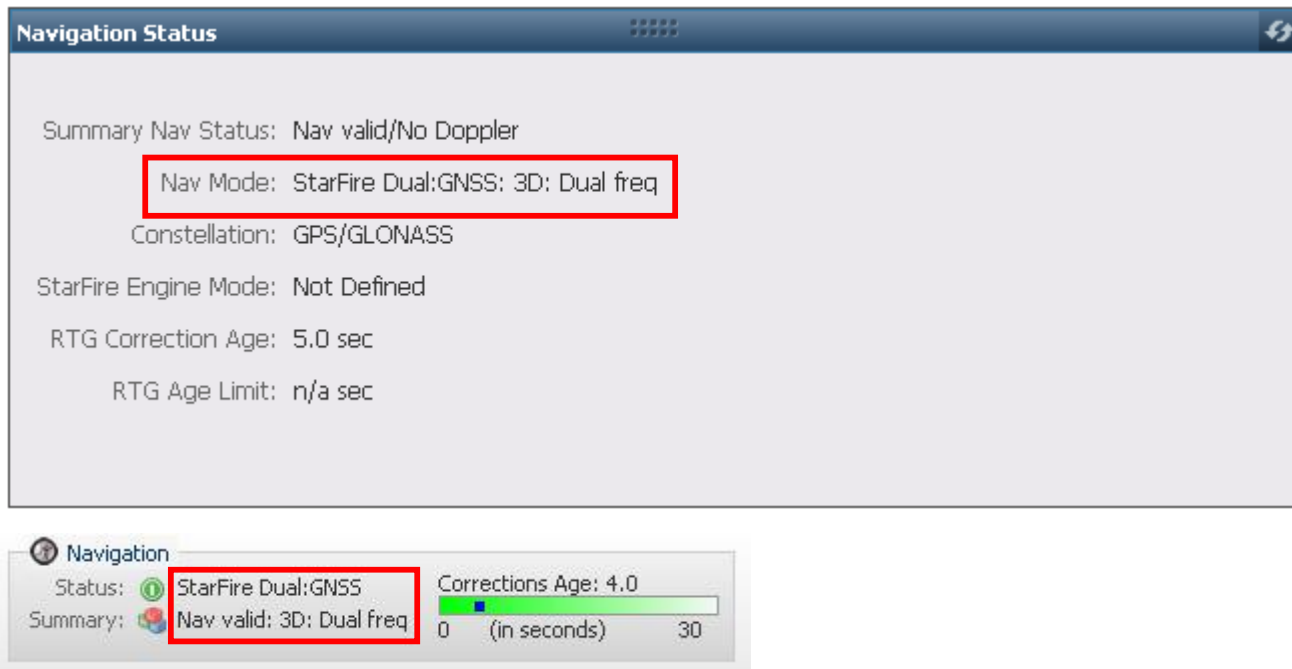 Navigation Status
Summary Nav Status: Nav valid/No Doppler
Nav Mode: StarFire Dual:GNSS: 3D: Dual freq
Constellation: GPS/GLONASS
StarFire Engine Mode: Not Defined
RTG Correction Age: 5.0 sec
RTG Age Limit: n/a sec
Navigation
Status: StarFire Dual:GNSS
Summary: Nav valid: 3D: Dual freq
Corrections Age: 4.0
0 (in seconds) 30